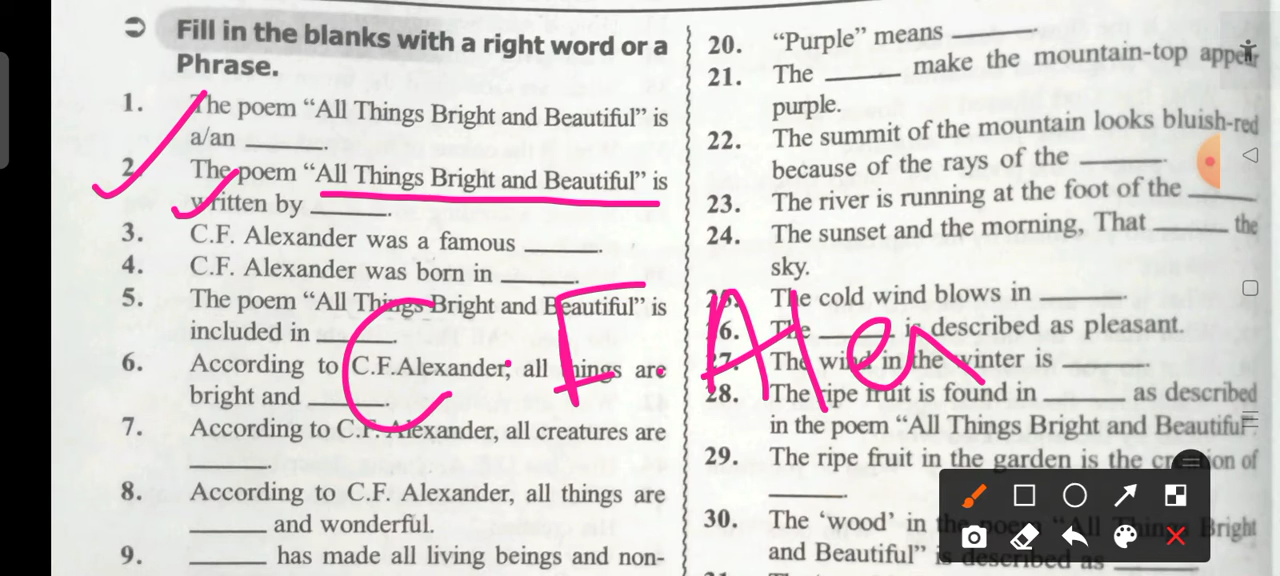 Fill in the blanks with a right word or a
Phrase.
1. The poem “All Things Bright and Beautiful” is
a/an ______.
2. The poem “All Things Bright and Beautiful” is
written by ______.
3. C.F. Alexander was a famous ______.
4. C.F. Alexander was born in ______.
5. The poem “All Things Bright and Beautiful” is
included in ______
6. According to C.F.Alexander, all things are
bright and ______.
7. According to C.F. Alexander, all creatures are
______
8. According to C.F. Alexander, all things are
______ and wonderful.
9. ______ has made all living beings and non-
20. “Purple” means ______
21. The ______ make the mountain-top appear
purple.
22. The summit of the mountain looks bluish-red
because of the rays of the ______.
23. The river is running at the foot of the ______
24. The sunset and the morning, That ______ the
sky.
25. The cold wind blows in ______
26. The ______ is described as pleasant.
27. The wind in the winter is ______.
28. The ripe fruit is found in ______ as described
in the poem “All Things Bright and Beautiful”
29. The ripe fruit in the garden is the creation of
______.
30. The ‘wood’ in the poem “All Things Bright
and Beautiful” is described as ______
C. F Alex